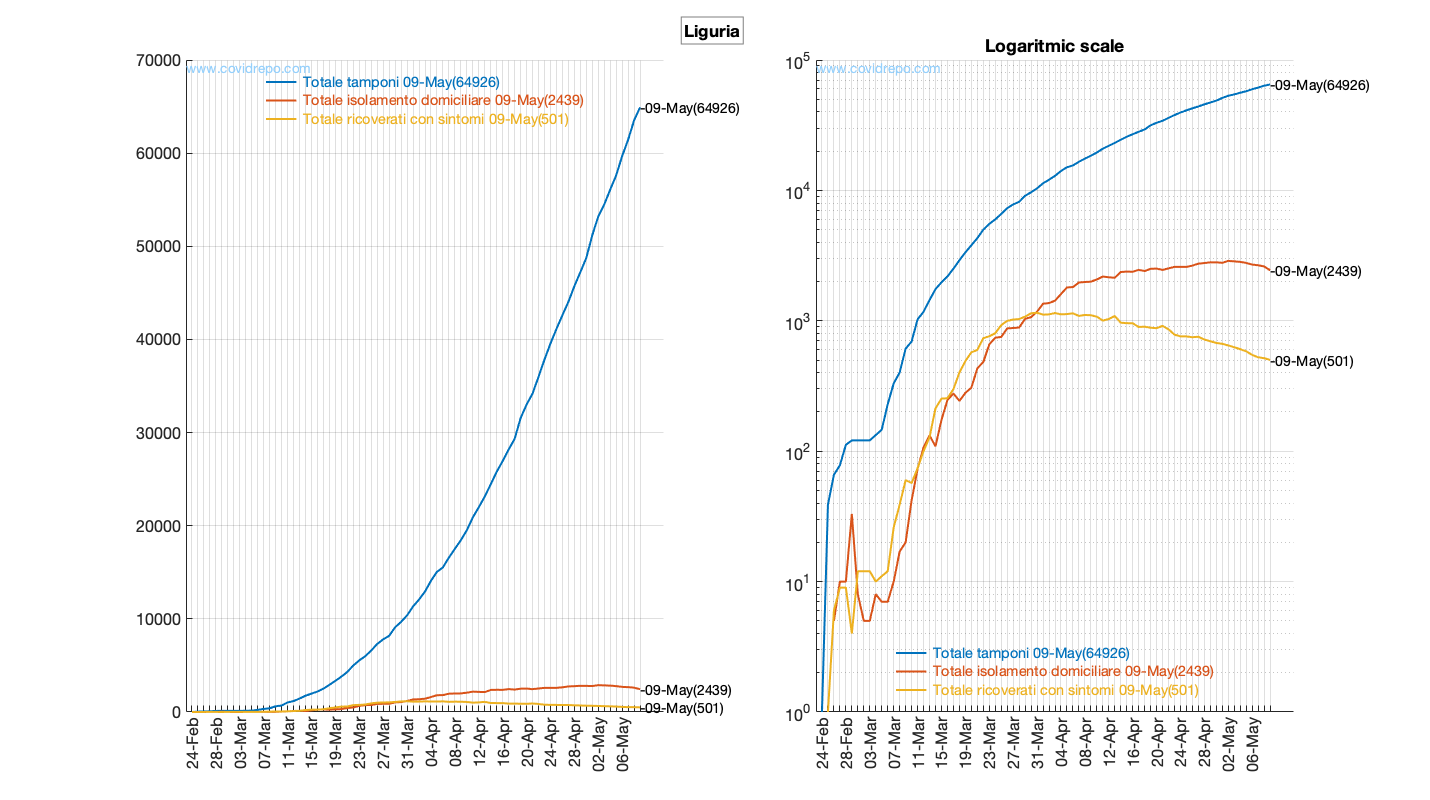 Liguria
www.covidrepo.com
Totale tamponi 09-May(64926)
Totale isolamento domiciliare 09-May(2439)
Totale ricoverati con sintomi 09-May(501)
70000
60000
50000
40000
30000
20000
10000
0
-09-May(64926)
-09-May(2439)
-09-May(501)
24-Feb
28-Feb
03-Mar
07-Mar
11-Mar
15-Mar
19-Mar
23-Mar
27-Mar
31-Mar
04-Apr
08-Apr
12-Apr
16-Apr
20-Apr
24-Apr
28-Apr
02-May
06-May
Logaritmic scale
www.covidrepo.com
10^5
10^4
10^3
10^2
10^1
10^0
-09-May(64926)
-09-May(2439)
-09-May(501)
Totale tamponi 09-May(64926)
Totale isolamento domiciliare 09-May(2439)
Totale ricoverati con sintomi 09-May(501)
24-Feb
28-Feb
03-Mar
07-Mar
11-Mar
15-Mar
19-Mar
23-Mar
27-Mar
31-Mar
04-Apr
08-Apr
12-Apr
16-Apr
20-Apr
24-Apr
28-Apr
02-May
06-May